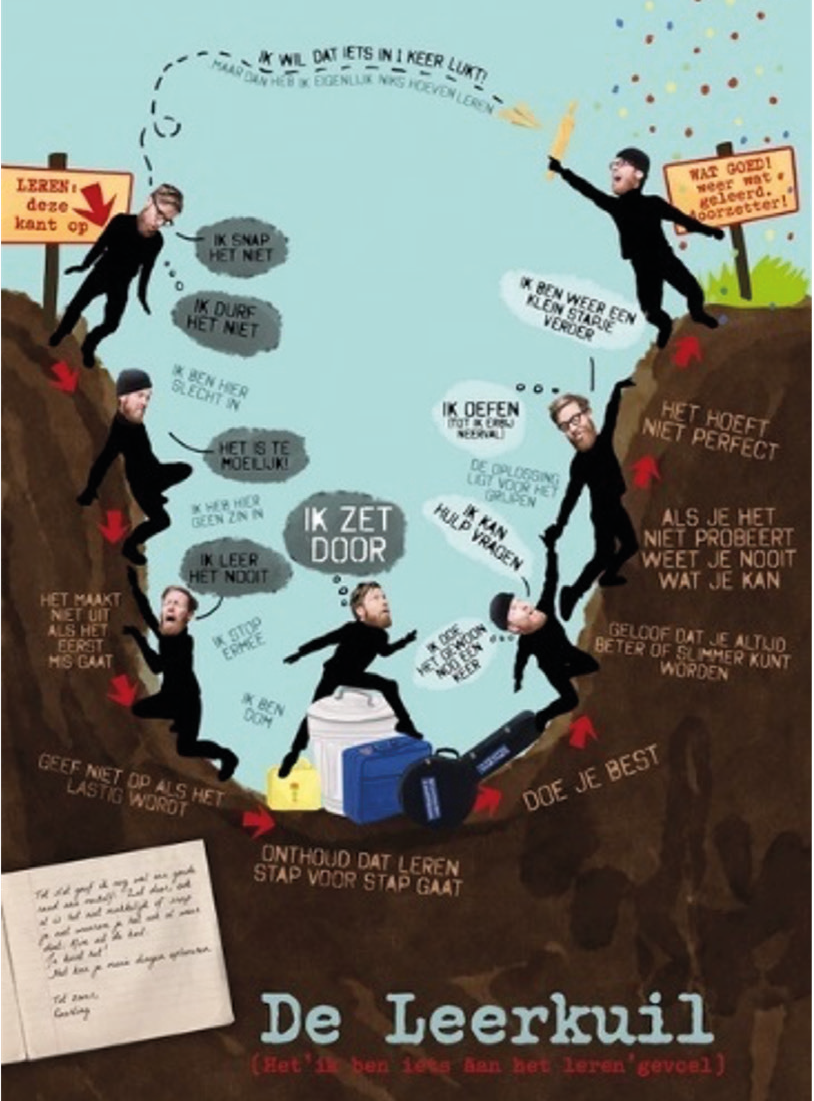 IK WIL DAT IETS IN 1 KEER LUKT!
MAAR DAN HEB IK EIGENLIJK NIKS HOEVEN LEREN
LEREN:
deze
kant op
WAT GOED!
weer wat
geleerd.
doorzetter!
IK SNAP
HET NIET
IK DURF
HET NIET
IK BEN HIER
SLECHT IN
HET IS TE
MOEILIJK!
IK HEB HIER
GEEN ZIN IN
IK LEER
HET NOOIT
IK STOP
ERMEE
IK BEN
DOM
IK ZET
DOOR
IK DOE
HET GEWOON
NOG EEN
KEER
IK KAN
HULP VRAGEN
DE OPLOSSING
LIGT VOOR HET
GRIJPEN
IK OEFEN
(TOT IK ERBIJ
NEERVAL)
IK BEN WEER EEN
KLEIN STAPJE
VERDER
HET MAAKT
NIET UIT
ALS HET
EERST
MIS GAAT
GEEF NIET OP ALS HET
LASTIG WORDT
ONTHOUD DAT LEREN
STAP VOOR STAP GAAT
DOE JE BEST
GELOOF DAT JE ALTIJD
BETER OF SLIMMER KUNT
WORDEN
ALS JE HET
NIET PROBEERT
WEET JE NOOIT
WAT JE KAN
HET HOEFT
NIET PERFECT
De Leerkuil
(Het'ik ben iets aan het leren'gevoel)